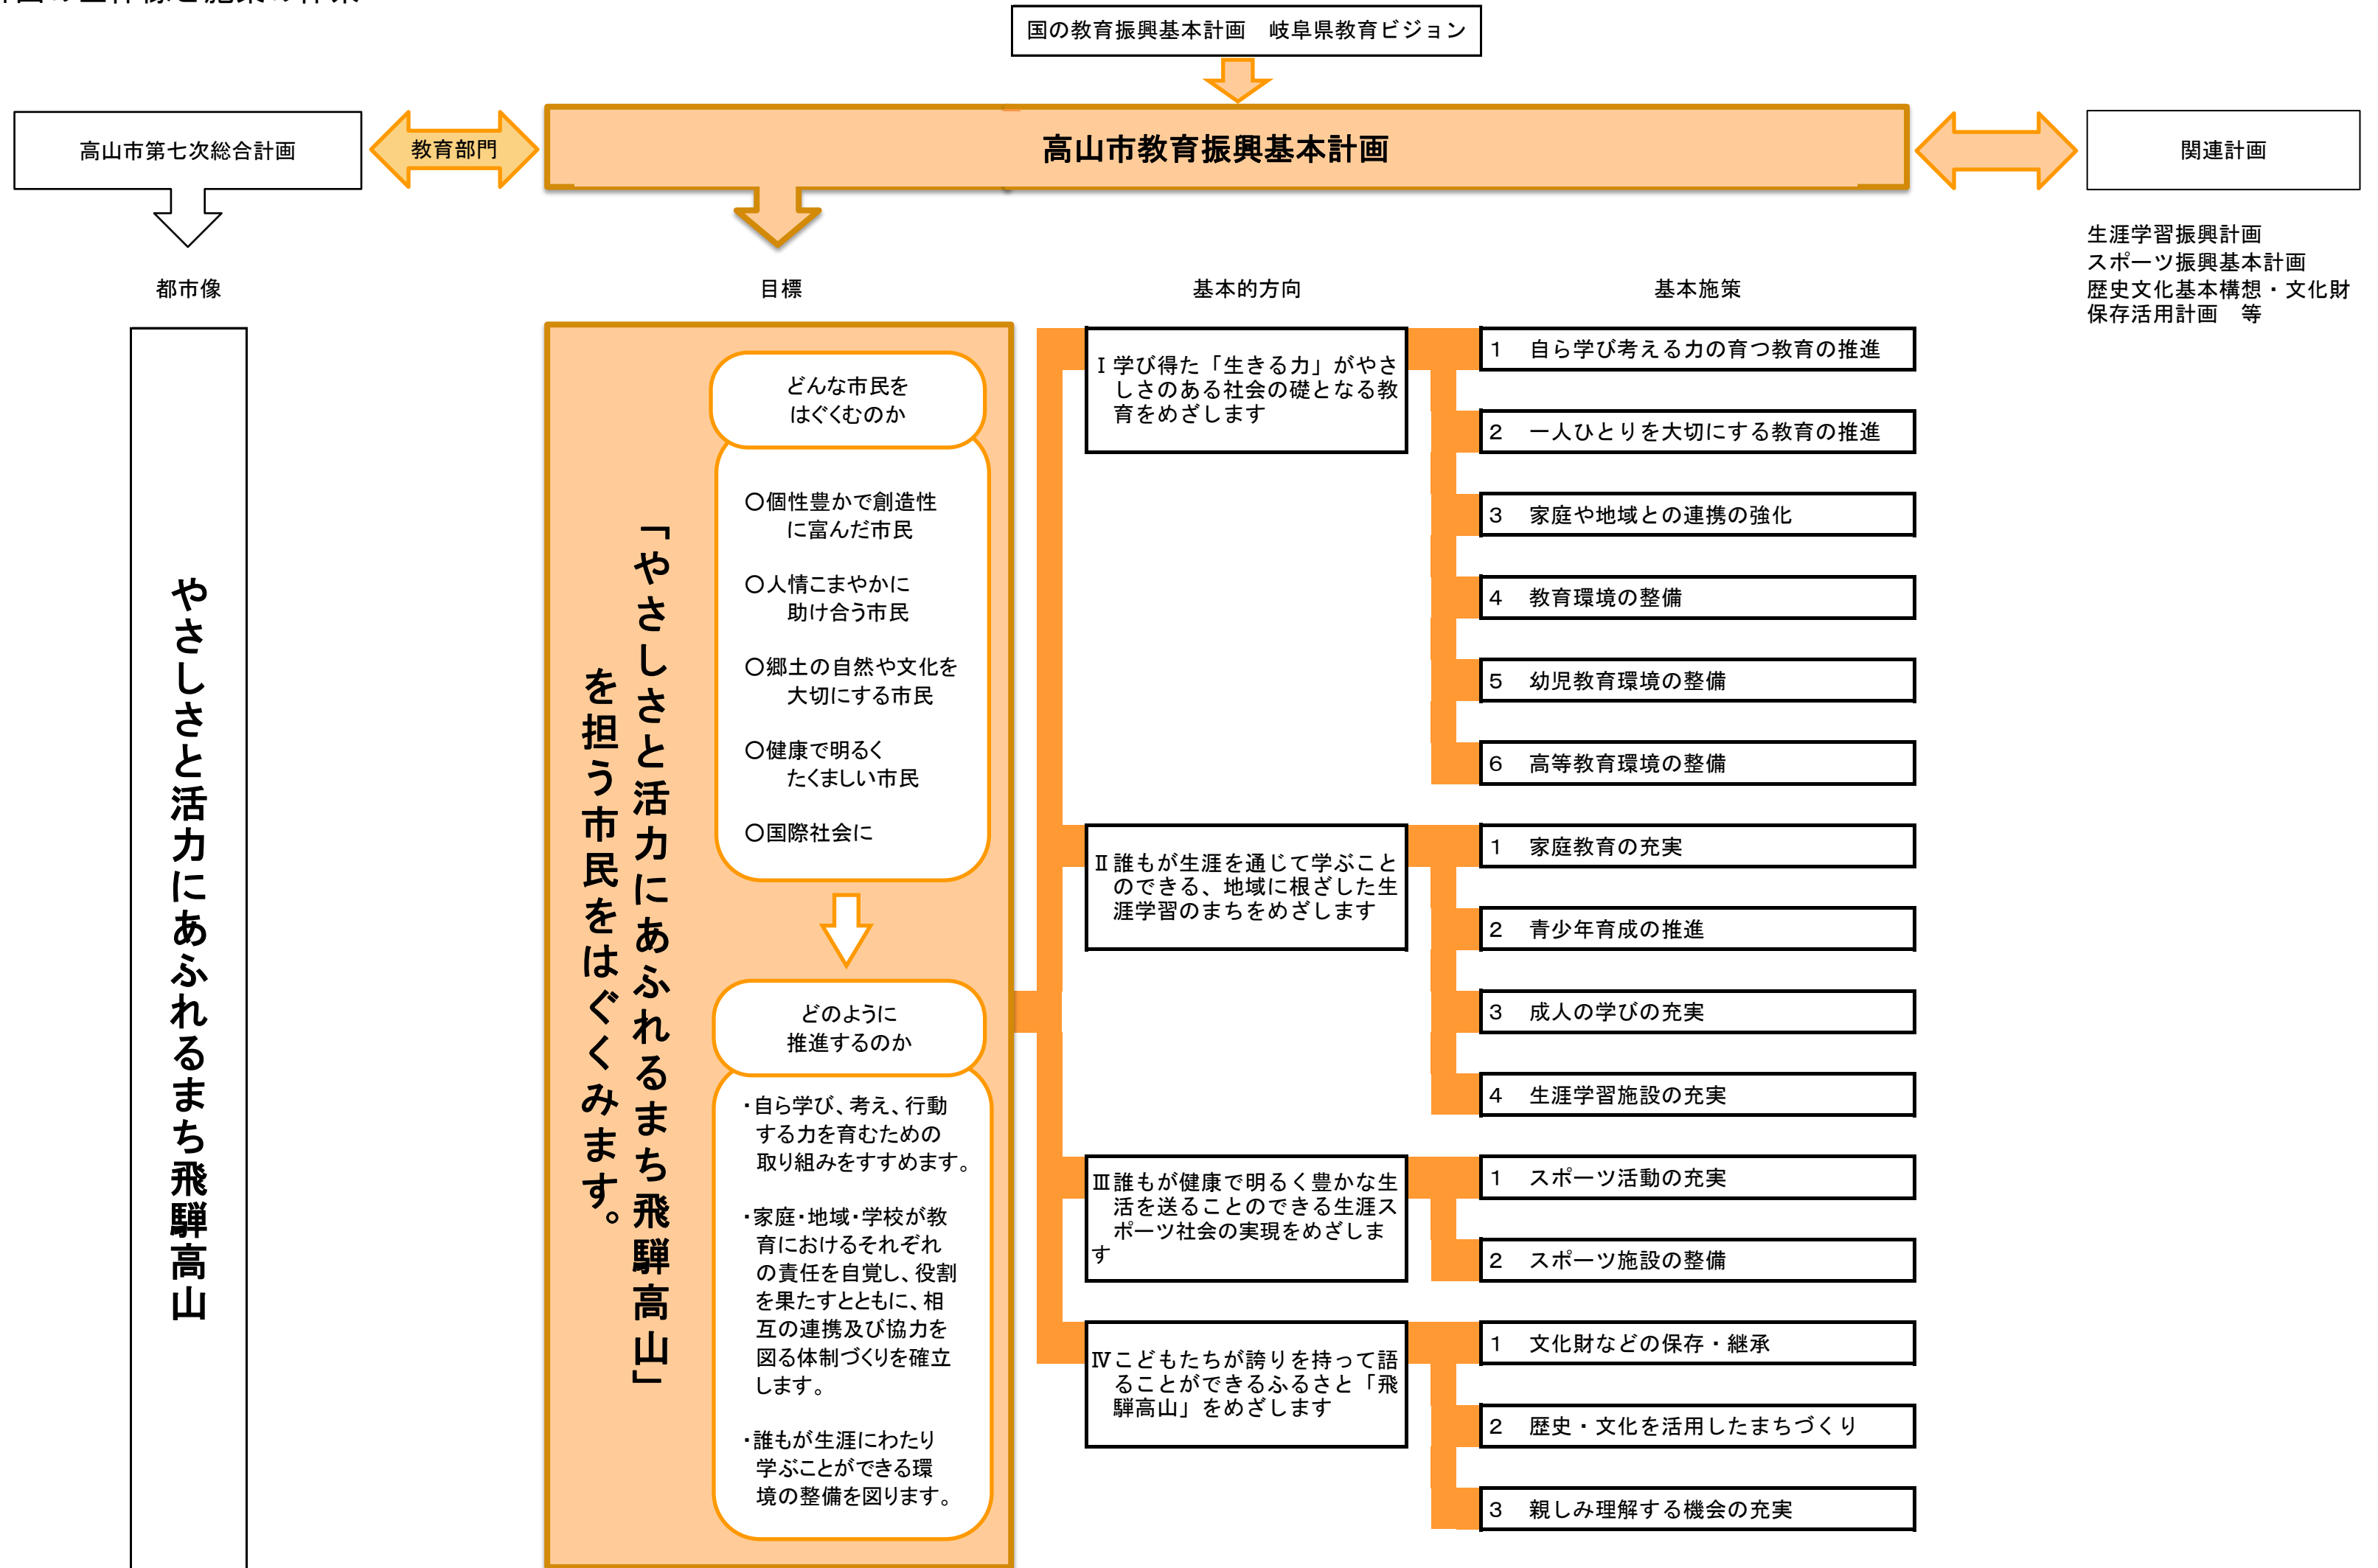 国の教育振興基本計画　岐阜県教育ビジョン
高山市第七次総合計画
教育部門
高山市教育振興基本計画
関連計画
生涯学習振興計画
スポーツ振興基本計画
歴史文化基本構想・文化財
保存活用計画　等
都市像
目標
基本的方向
基本施策
やさしさと活力にあふれるまち飛騨高山
「やさしさと活力にあふれるまち飛騨高山」
を担う市民をはぐくみます。
どんな市民を
はぐくむのか
○個性豊かで創造性
に富んだ市民
○人情こまやかに
助け合う市民
○郷土の自然や文化を
大切にする市民
○健康で明るく
たくましい市民
○国際社会に
どのように
推進するのか
・自ら学び、考え、行動
する力を育むための
取り組みをすすめます。
・家庭・地域・学校が教
育におけるそれぞれ
の責任を自覚し、役割
を果たすとともに、相
互の連携及び協力を
図る体制づくりを確立
します。
・誰もが生涯にわたり
学ぶことができる環
境の整備を図ります。
Ⅰ学び得た「生きる力」がやさ
しさのある社会の礎となる教
育をめざします
1　自ら学び考える力の育つ教育の推進
2　一人ひとりを大切にする教育の推進
3　家庭や地域との連携の強化
4　教育環境の整備
5　幼児教育環境の整備
6　高等教育環境の整備
Ⅱ誰もが生涯を通じて学ぶこと
のできる、地域に根ざした生
涯学習のまちをめざします
1　家庭教育の充実
2　青少年育成の推進
3　成人の学びの充実
4　生涯学習施設の充実
Ⅲ誰もが健康で明るく豊かな生
活を送ることのできる生涯ス
ポーツ社会の実現をめざしま
す
1　スポーツ活動の充実
2　スポーツ施設の整備
Ⅳこどもたちが誇りを持って語
ることができるふるさと「飛
騨高山」をめざします
1　文化財などの保存・継承
2　歴史・文化を活用したまちづくり
3　親しみ理解する機会の充実